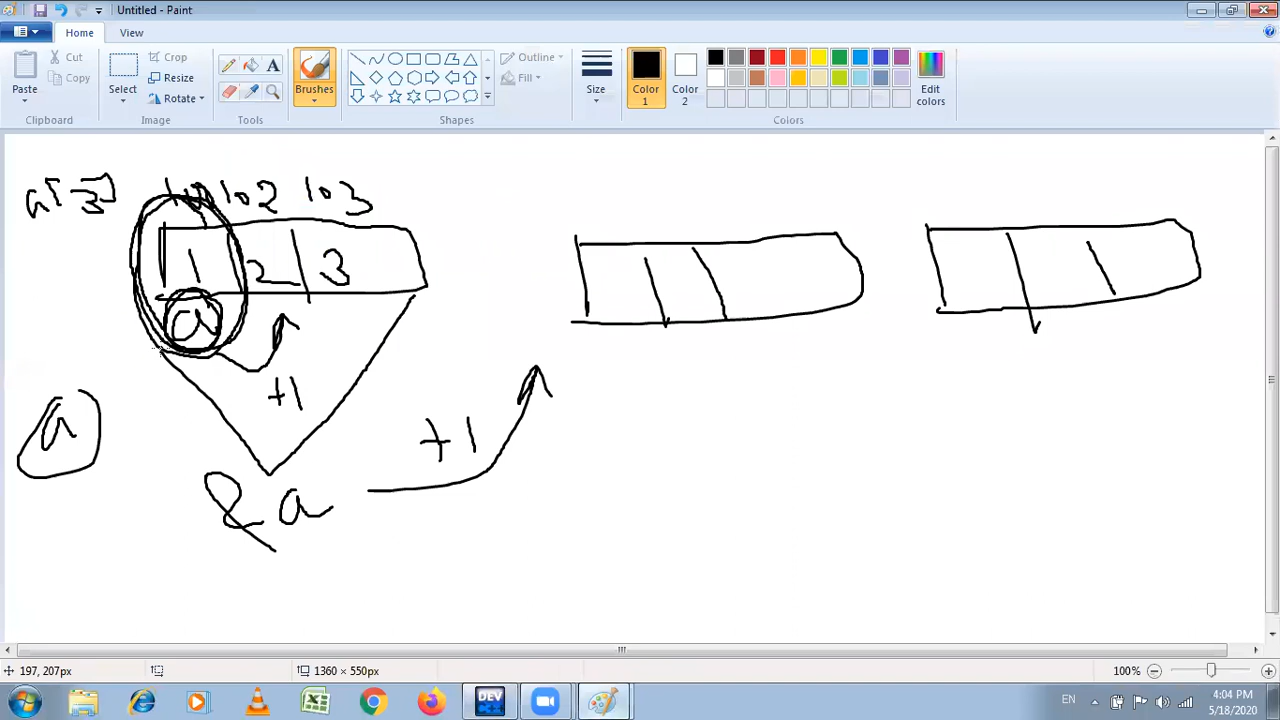 Untitled - Paint
Home
View
Paste
Cut
Copy
Clipboard
Select
Crop
Resize
Rotate
Image
A
Tools
Brushes
Shapes
Outline
Fill
Size
Color 1
Color 2
Edit colors
Colors
a[3] 102 103
1 2 3
a
+1
a
+1
&a
197, 207px
1360 × 550px
100%
DEV
EN
4:04 PM
5/18/2020